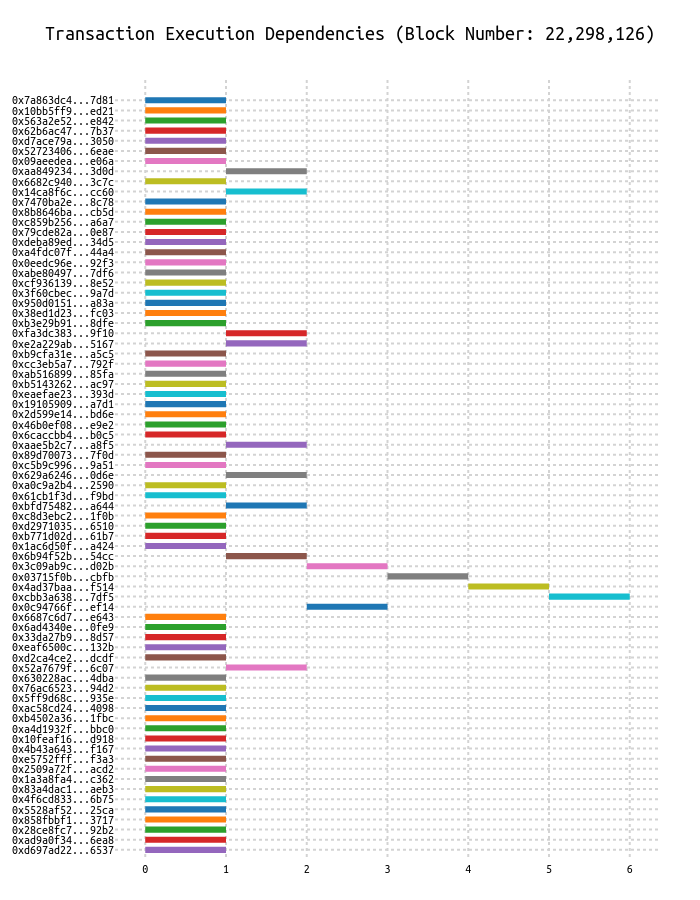 Transaction Execution Dependencies (Block Number: 22,298,126)
0x7a863dc4...7d81
0x10bb5ff9...ed21
0x563a2e52...e842
0x62b6ac47...7b37
0xd7ace79a...3050
0x52723406...6eae
0x09aeedea...e06a
0xaa849234...3d0d
0x6682c940...3c7c
0x14ca8f6c...cc60
0x7470ba2e...8c78
0x8b8646ba...cb5d
0xc859b256...a6a7
0x79cde82a...0e87
0xdeba89ed...34d5
0xa4fdc07f...44a4
0x0eedc96e...92f3
0xabe80497...7df6
0xcf936139...8e52
0x3f60cbec...9a7d
0x950d0151...a83a
0x38ed1d23...fc03
0xb3e29b91...8dfe
0xfa3dc383...9f10
0xe2a229ab...5167
0xb9cfa31e...a5c5
0xcc3eb5a7...792f
0xab516899...85fa
0xb5143262...ac97
0xeaefae23...393d
0x19105909...a7d1
0x2d599e14...bd6e
0x46b0ef08...e9e2
0x6caccbb4...b0c5
0xaae5b2c7...a8f5
0x89d70073...7f0d
0xc5b9c996...9a51
0x629a6246...0d6e
0xa0c9a2b4...2590
0x61cb1f3d...f9bd
0xbfd75482...a644
0xc8d3ebc2...1f0b
0xd2971035...6510
0xb771d02d...61b7
0x1ac6d50f...a424
0x6b94f52b...54cc
0x3c09ab9c...d02b
0x03715f0b...cbfb
0x4ad37baa...f514
0xcbb3a638...7df5
0x0c94766f...ef14
0x6687c6d7...e643
0x6ad4340e...0fe9
0x33da27b9...8d57
0xeaf6500c...132b
0xd2ca4ce2...dcdf
0x52a7679f...6c07
0x630228ac...4dba
0x76ac6523...94d2
0x5ff9d68c...935e
0xac58cd24...4098
0xb4502a36...1fbc
0xa4d1932f...bbc0
0x10feaf16...d918
0x4b43a643...f167
0xe5752fff...f3a3
0x2509a72f...acd2
0x1a3a8fa4...c362
0x83a4dac1...aeb3
0x4f6cd833...6b75
0x5528af52...25ca
0x858fbbf1...3717
0x28ce8fc7...92b2
0xad9a0f34...6ea8
0xd697ad22...6537
0 1 2 3 4 5 6